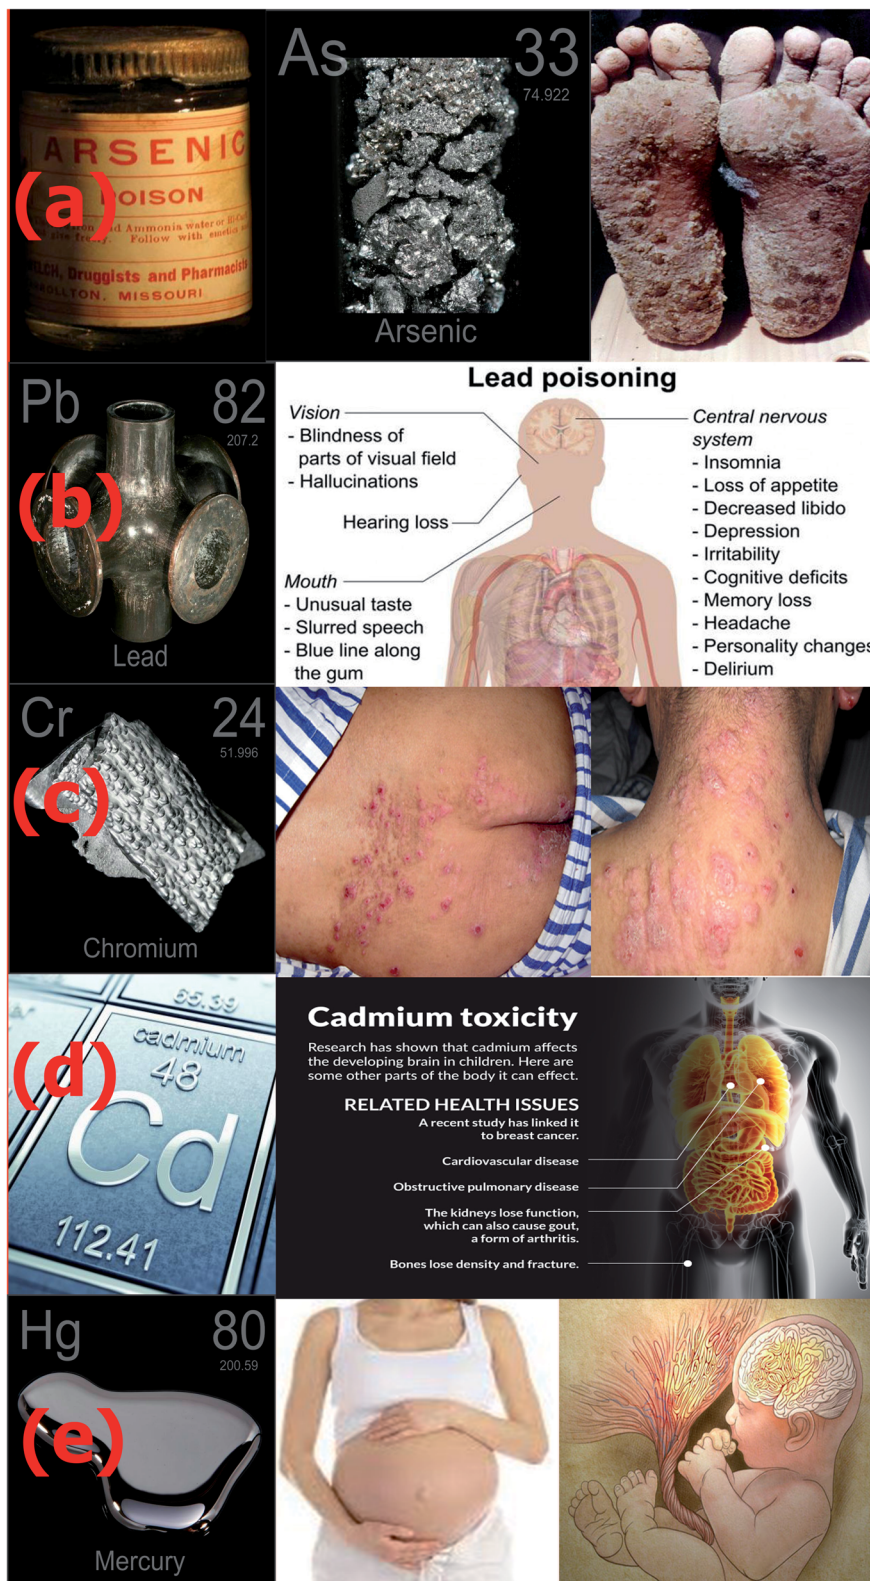 (a)
ARSENIC
POISON
and Ammonia water or
Follow with emetics
Druggists and Pharmacists
MISSOURI
As 33
74.922
Arsenic
(b)
Pb 82
207.2
Lead
Lead poisoning
Vision
- Blindness of
parts of visual field
- Hallucinations
Hearing loss
Mouth
- Unusual taste
- Slurred speech
- Blue line along
the gum
Central nervous
system
- Insomnia
- Loss of appetite
- Decreased libido
- Depression
- Irritability
- Cognitive deficits
- Memory loss
- Headache
- Personality changes
- Delirium
(c)
Cr 24
51.996
Chromium
(d)
65.39
cadmium
48
Cd
112.41
Cadmium toxicity
Research has shown that cadmium affects
the developing brain in children. Here are
some other parts of the body it can effect.
RELATED HEALTH ISSUES
A recent study has linked it
to breast cancer.
Cardiovascular disease
Obstructive pulmonary disease
The kidneys lose function,
which can also cause gout,
a form of arthritis.
Bones lose density and fracture.
(e)
Hg 80
200.59
Mercury